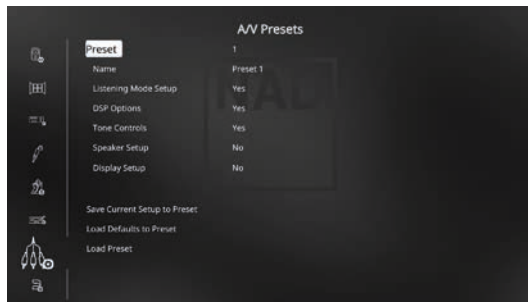 A/V Presets
Preset 1
Name Preset 1
Listening Mode Setup Yes
DSP Options Yes
Tone Controls Yes
Speaker Setup No
Display Setup No
Save Current Setup to Preset
Load Defaults to Preset
Load Preset
NAD